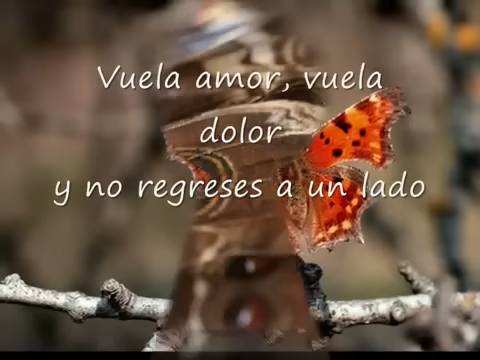 Vuela amor, vuela
dolor
y no regreses a un lado